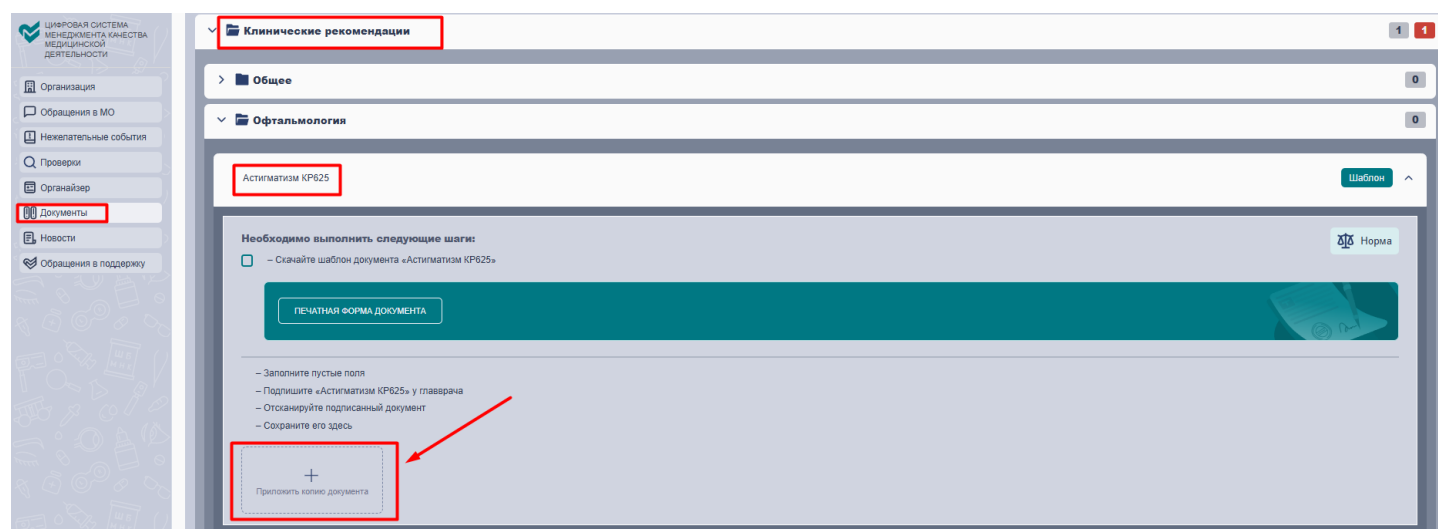 ЦИФРОВАЯ СИСТЕМА
МЕНЕДЖМЕНТА КАЧЕСТВА
МЕДИЦИНСКОЙ
ДЕЯТЕЛЬНОСТИ
Организация
Обращения в МО
Нежелательные события
Проверки
Органайзер
Документы
Новости
Обращения в поддержку
Клинические рекомендации 1 1
Общее 0
Офтальмология 0
Астигматизм КР625 Шаблон
Необходимо выполнить следующие шаги: Норма
– Скачайте шаблон документа «Астигматизм КР625»
ПЕЧАТНАЯ ФОРМА ДОКУМЕНТА
– Заполните пустые поля
– Подпишите «Астигматизм КР625» у главврача
– Отсканируйте подписанный документ
– Сохраните его здесь
Приложить копию документа